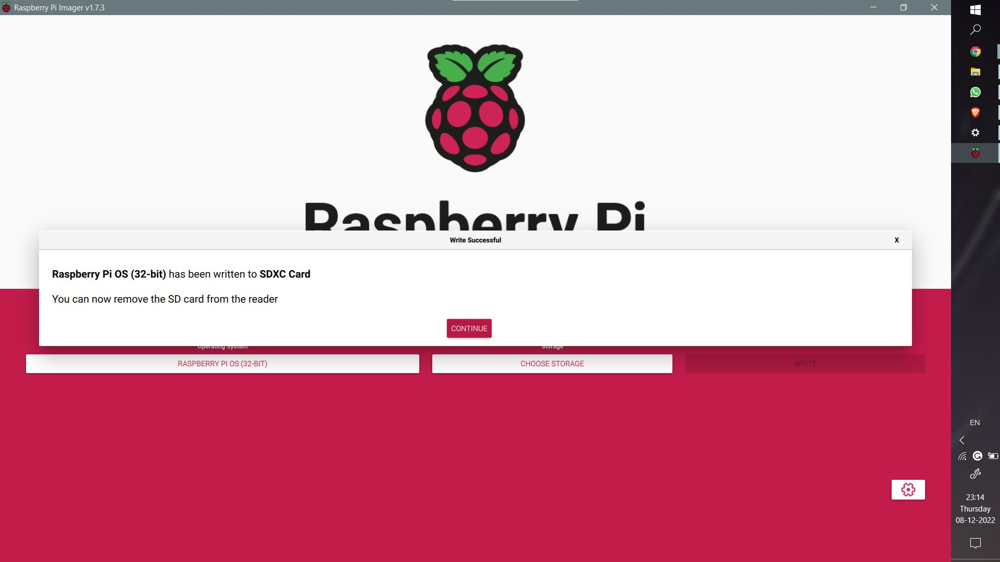 Raspberry Pi Imager v1.7.3
Raspberry Pi
Write Successful
X
Raspberry Pi OS (32-bit) has been written to SDXC Card
You can now remove the SD card from the reader
CONTINUE
Operating System
Storage
RASPBERRY PI OS (32-BIT)
CHOOSE STORAGE
WRITE
EN
23:14
Thursday
08-12-2022